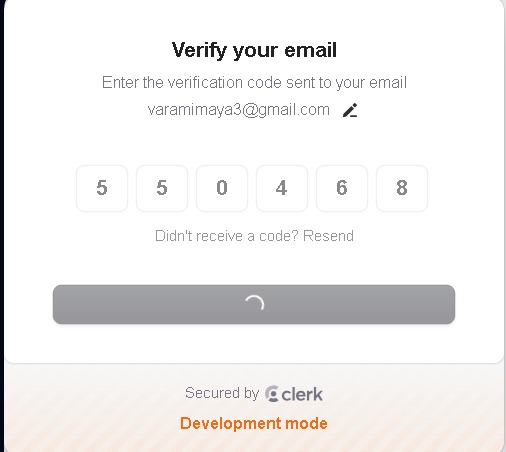 Verify your email
Enter the verification code sent to your email
varamimaya3@gmail.com
5 5 0 4 6 8
Didn't receive a code? Resend
Secured by clerk
Development mode